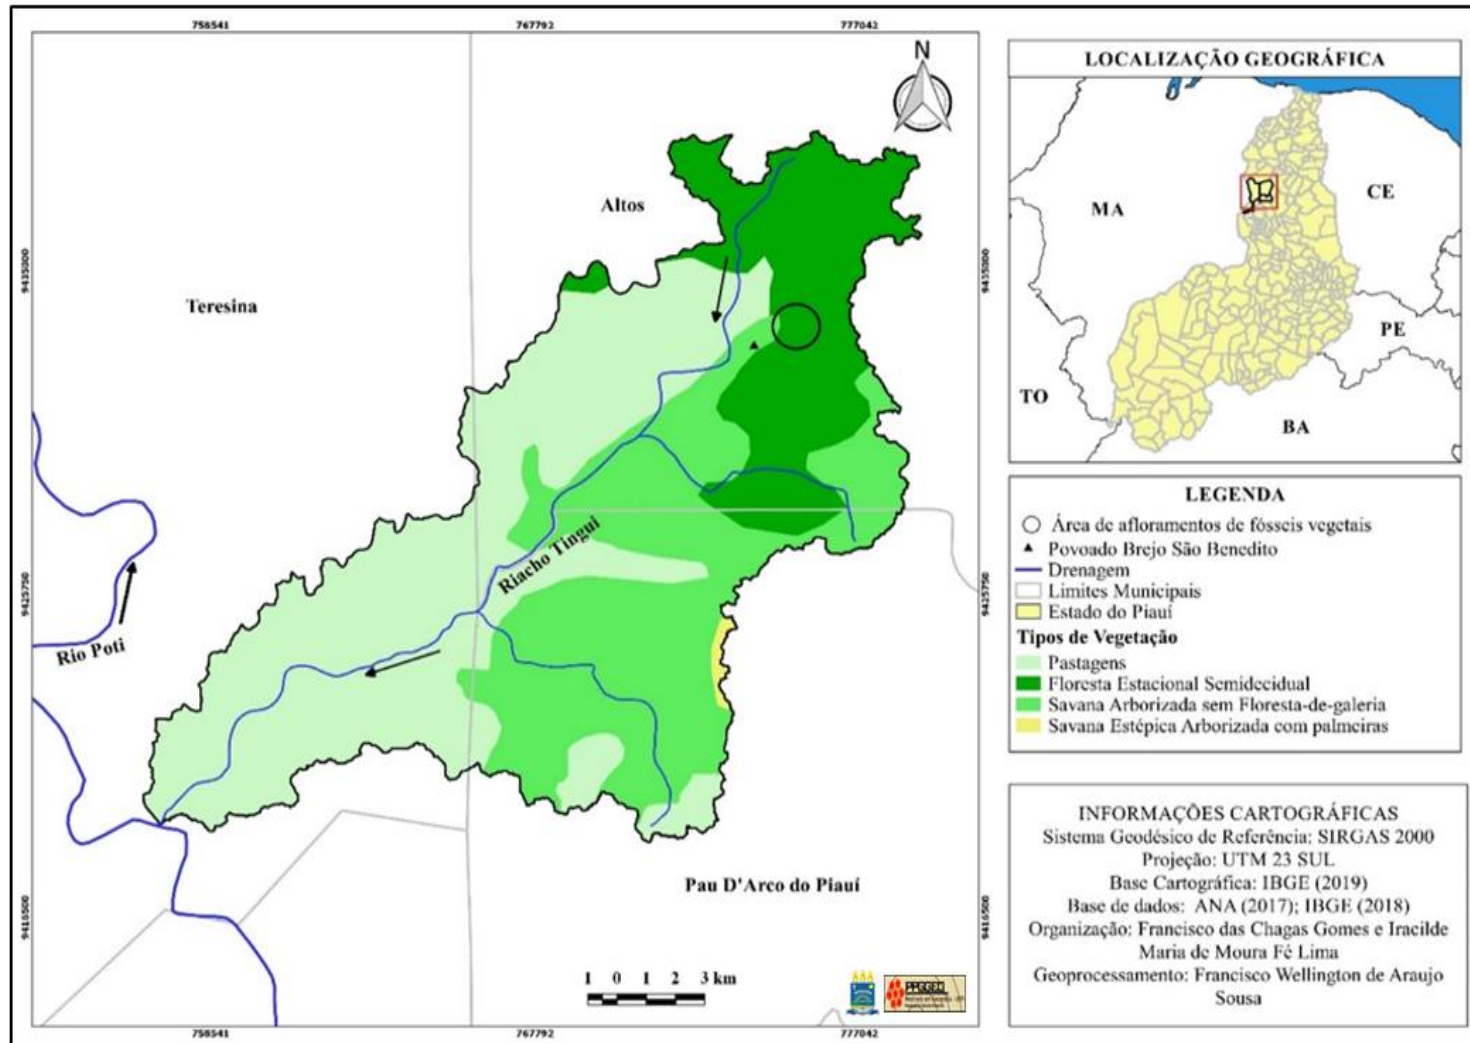 758541 767792 777042
N
Altos
Teresina
9435000
9435000
Riacho Tingui
9425750
9425750
Rio Poti
Pau D'Arco do Piauí
9416500
9416500
1 0 1 2 3 km
758541 767792 777042
LOCALIZAÇÃO GEOGRÁFICA
MA
CE
PE
TO
BA
LEGENDA
Área de afloramentos de fósseis vegetais
Povoado Brejo São Benedito
Drenagem
Limites Municipais
Estado do Piauí
Tipos de Vegetação
Pastagens
Floresta Estacional Semidecidual
Savana Arborizada sem Floresta-de-galeria
Savana Estépica Arborizada com palmeiras
INFORMAÇÕES CARTOGRÁFICAS
Sistema Geodésico de Referência: SIRGAS 2000
Projeção: UTM 23 SUL
Base Cartográfica: IBGE (2019)
Base de dados: ANA (2017); IBGE (2018)
Organização: Francisco das Chagas Gomes e Iracilde
Maria de Moura Fé Lima
Geoprocessamento: Francisco Wellington de Araujo
Sousa